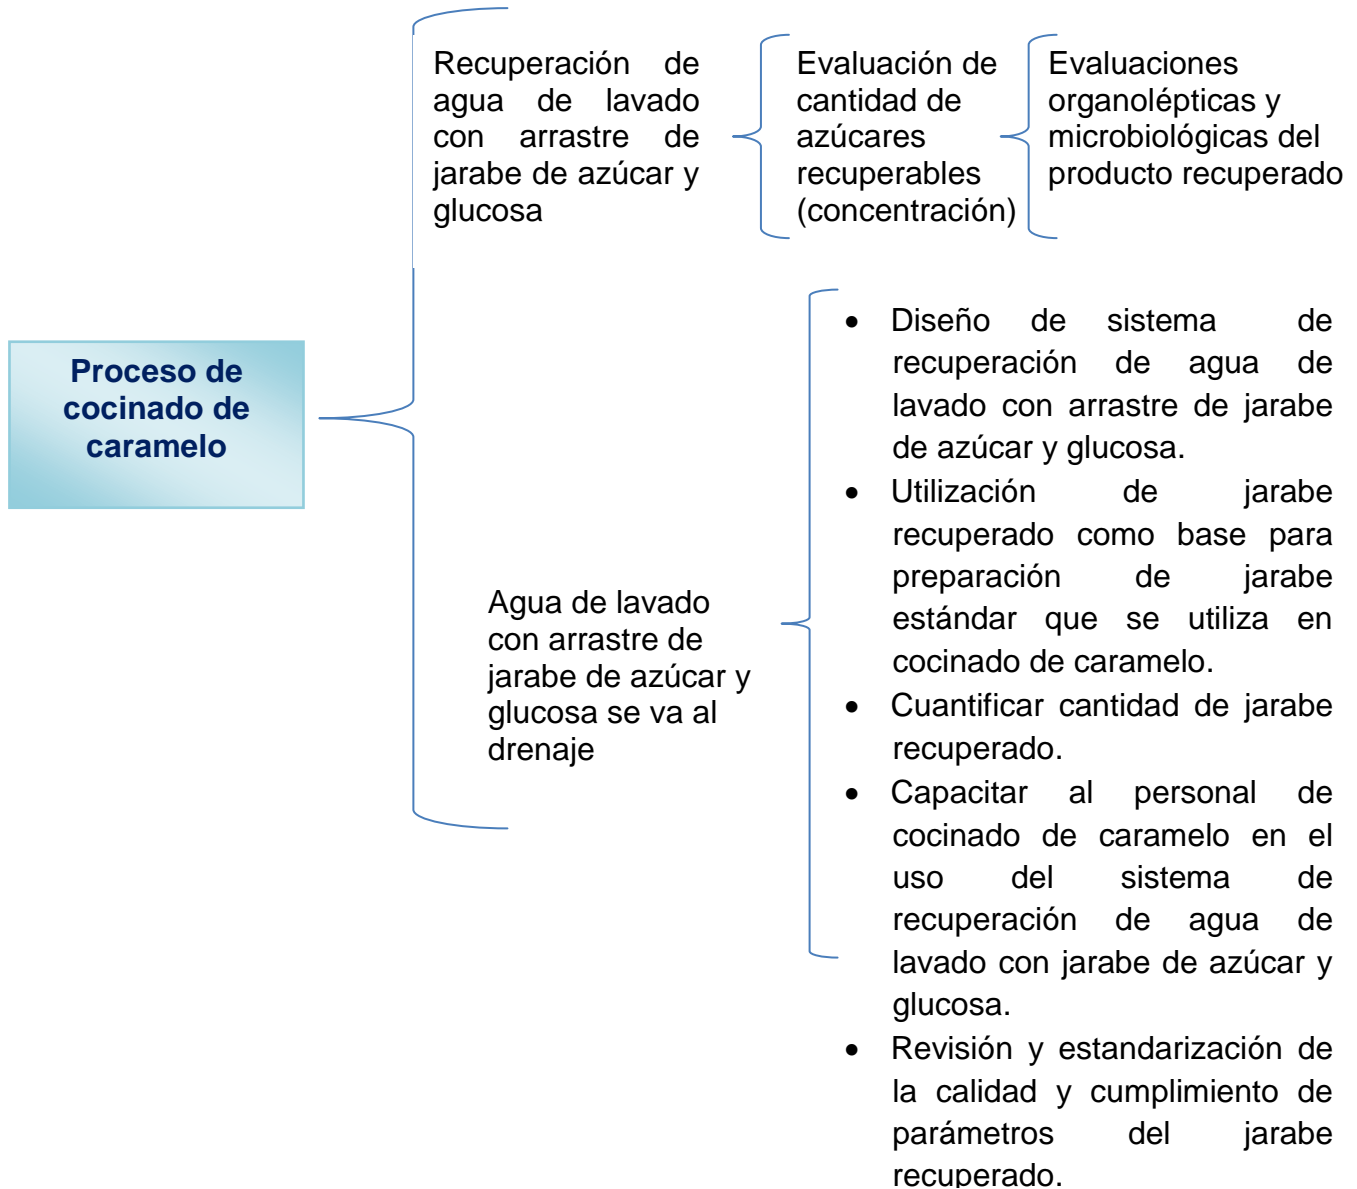 Proceso de
cocinado de
caramelo
Recuperación de
agua de lavado
con arrastre de
jarabe de azúcar y
glucosa
Evaluación de
cantidad de
azúcares
recuperables
(concentración)
Evaluaciones
organolépticas y
microbiológicas del
producto recuperado
Agua de lavado
con arrastre de
jarabe de azúcar y
glucosa se va al
drenaje
• Diseño de sistema de
recuperación de agua de
lavado con arrastre de jarabe
de azúcar y glucosa.
• Utilización de jarabe
recuperado como base para
preparación de jarabe
estándar que se utiliza en
cocinado de caramelo.
• Cuantificar cantidad de jarabe
recuperado.
• Capacitar al personal de
cocinado de caramelo en el
uso del sistema de
recuperación de agua de
lavado con jarabe de azúcar y
glucosa.
• Revisión y estandarización de
la calidad y cumplimiento de
parámetros del jarabe
recuperado.